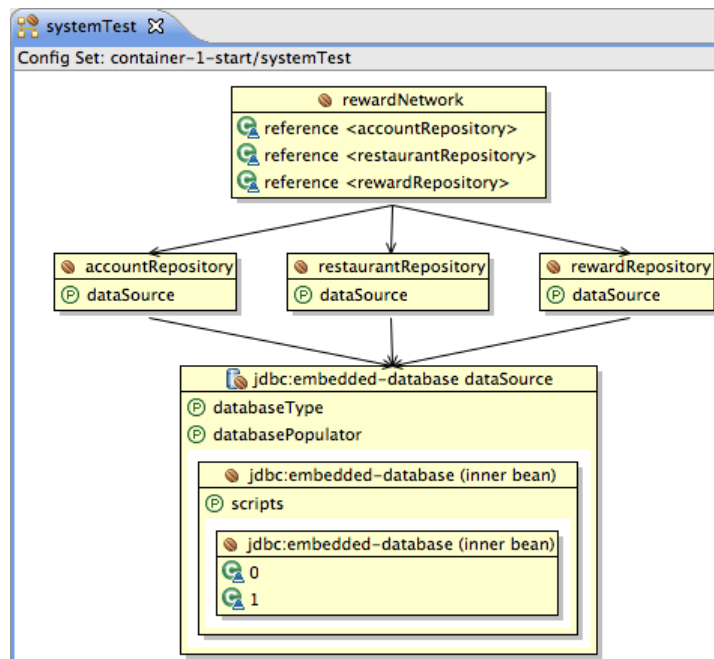 systemTest
Config Set: container-1-start/systemTest
rewardNetwork
reference <accountRepository>
reference <restaurantRepository>
reference <rewardRepository>
accountRepository
P dataSource
restaurantRepository
P dataSource
rewardRepository
P dataSource
jdbc:embedded-database dataSource
P databaseType
P databasePopulator
jdbc:embedded-database (inner bean)
P scripts
jdbc:embedded-database (inner bean)
C 0
C 1